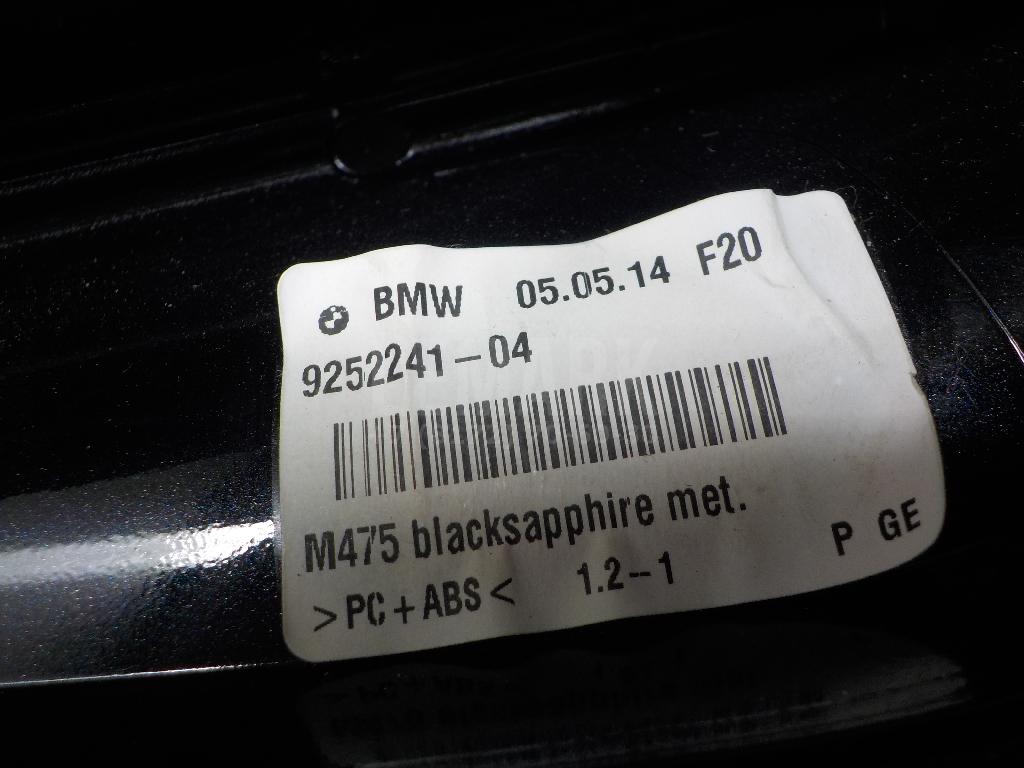 BMW 05.05.14 F20
9252241-04
M475 blacksapphire met.
>PC+ABS< 1.2-1 P GE